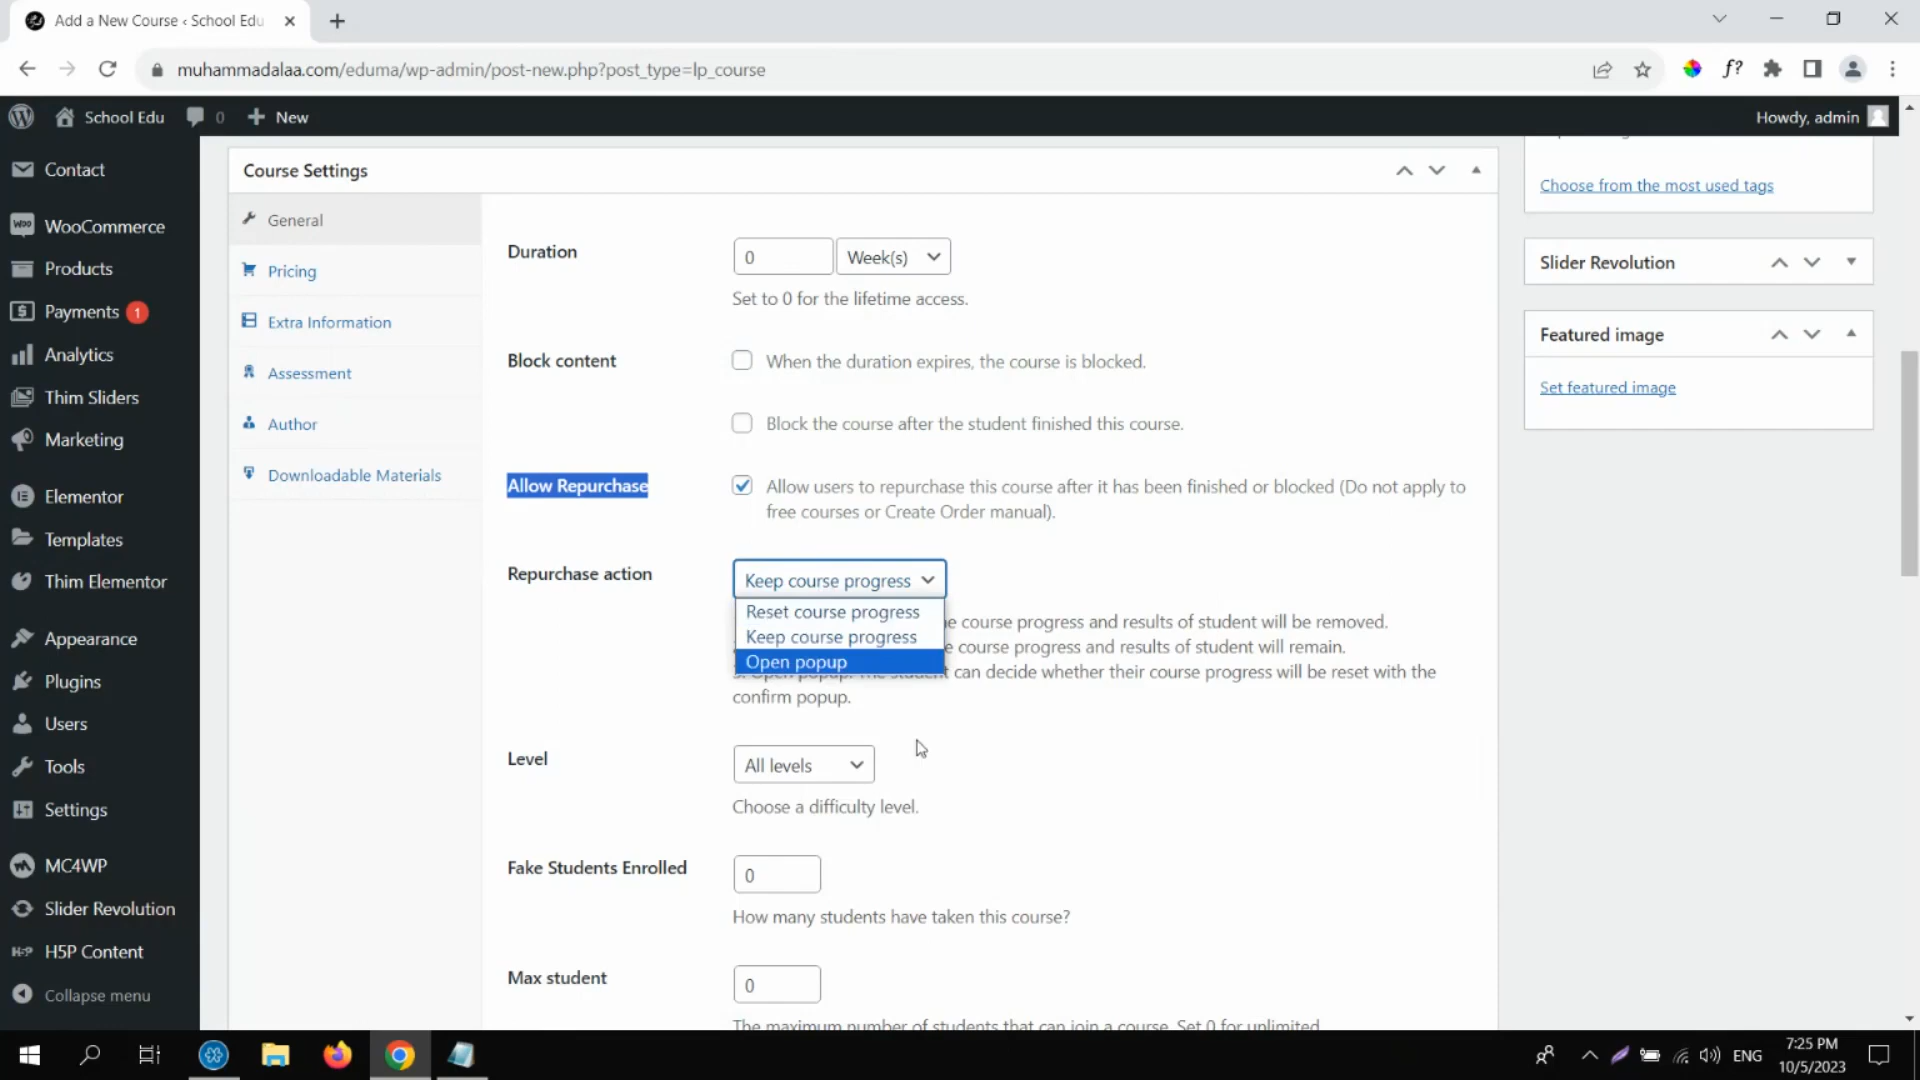 Add a New Course ‹ School Edu
muhammadalaa.com/eduma/wp-admin/post-new.php?post_type=lp_course
f?
School Edu
0
New
Howdy, admin
Contact
WooCommerce
Products
Payments 1
Analytics
Thim Sliders
Marketing
Elementor
Templates
Thim Elementor
Appearance
Plugins
Users
Tools
Settings
MC4WP
Slider Revolution
H5P Content
Collapse menu
Course Settings
General
Pricing
Extra Information
Assessment
Author
Downloadable Materials
Duration
0
Week(s)
Set to 0 for the lifetime access.
Block content
When the duration expires, the course is blocked.
Block the course after the student finished this course.
Allow Repurchase
Allow users to repurchase this course after it has been finished or blocked (Do not apply to
free courses or Create Order manual).
Repurchase action
Keep course progress
Reset course progress
Keep course progress
Open popup
course progress and results of student will be removed.
course progress and results of student will remain.
can decide whether their course progress will be reset with the
confirm popup.
Level
All levels
Choose a difficulty level.
Fake Students Enrolled
0
How many students have taken this course?
Max student
0
The maximum number of students that can join a course. Set 0 for unlimited
Choose from the most used tags
Slider Revolution
Featured image
Set featured image
ENG
7:25 PM
10/5/2023